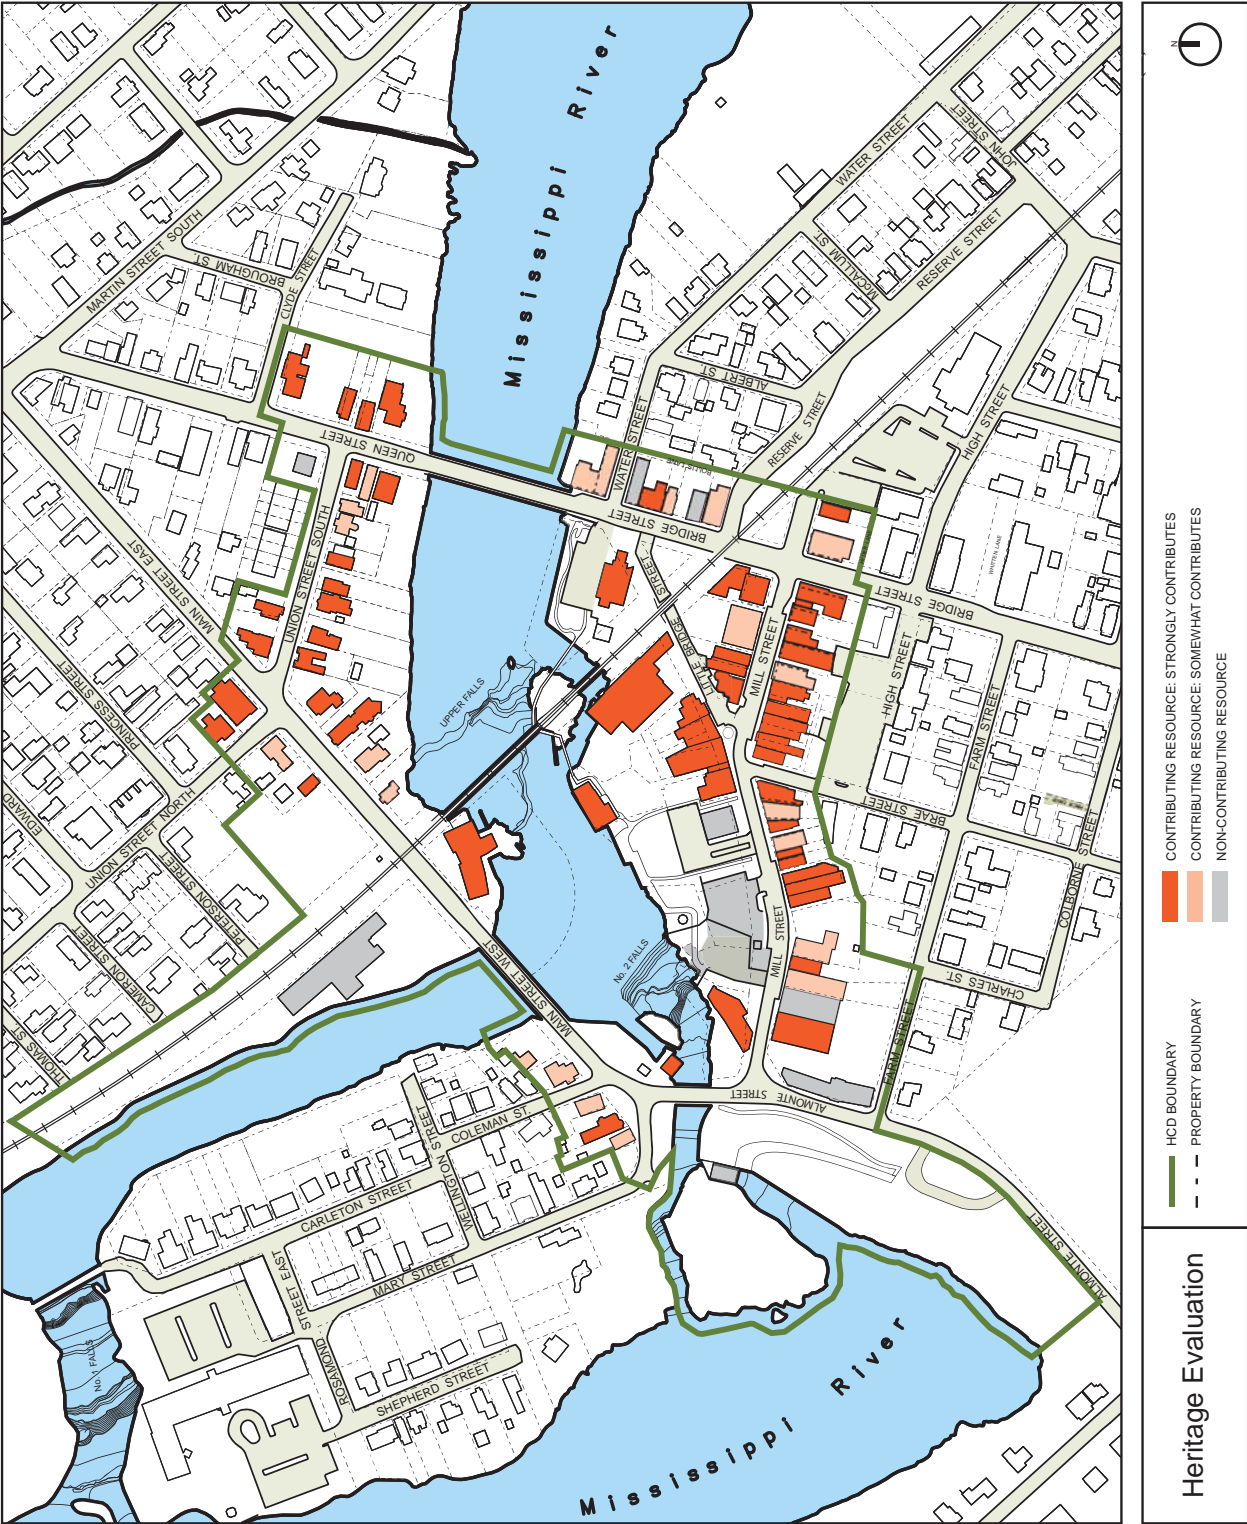 Mississippi River
MARTIN STREET SOUTH
BROUGHAM ST.
CLYDE STREET
WATER STREET
JOHN STREET
McCALLUM ST
RESERVE STREET
ALBERT ST.
WATER STREET
RESERVE STREET
HIGH STREET
QUEEN STREET
MAIN STREET EAST
UNION STREET SOUTH
PRINCESS STREET
BRIDGE STREET
LITTLE BRIDGE STREET
MILL STREET
WHITTEN LANE
BRIDGE STREET
HIGH STREET
FARM STREET
UPPER FALLS
EDWARD
UNION STREET NORTH
PETERSON STREET
CAMERON STREET
THOMAS ST.
BRAE STREET
COLBORNE STREET
CHARLES ST.
MILL STREET
No. 2 FALLS
MAIN STREET WEST
FARM STREET
ALMONTE STREET
COLEMAN ST.
WELLINGTON STREET
CARLETON STREET
MARY STREET
ROSAMOND STREET EAST
SHEPHERD STREET
No. 1 FALLS
ALMONTE STREET
Mississippi River
N
CONTRIBUTING RESOURCE: STRONGLY CONTRIBUTES
CONTRIBUTING RESOURCE: SOMEWHAT CONTRIBUTES
NON-CONTRIBUTING RESOURCE
HCD BOUNDARY
PROPERTY BOUNDARY
Heritage Evaluation